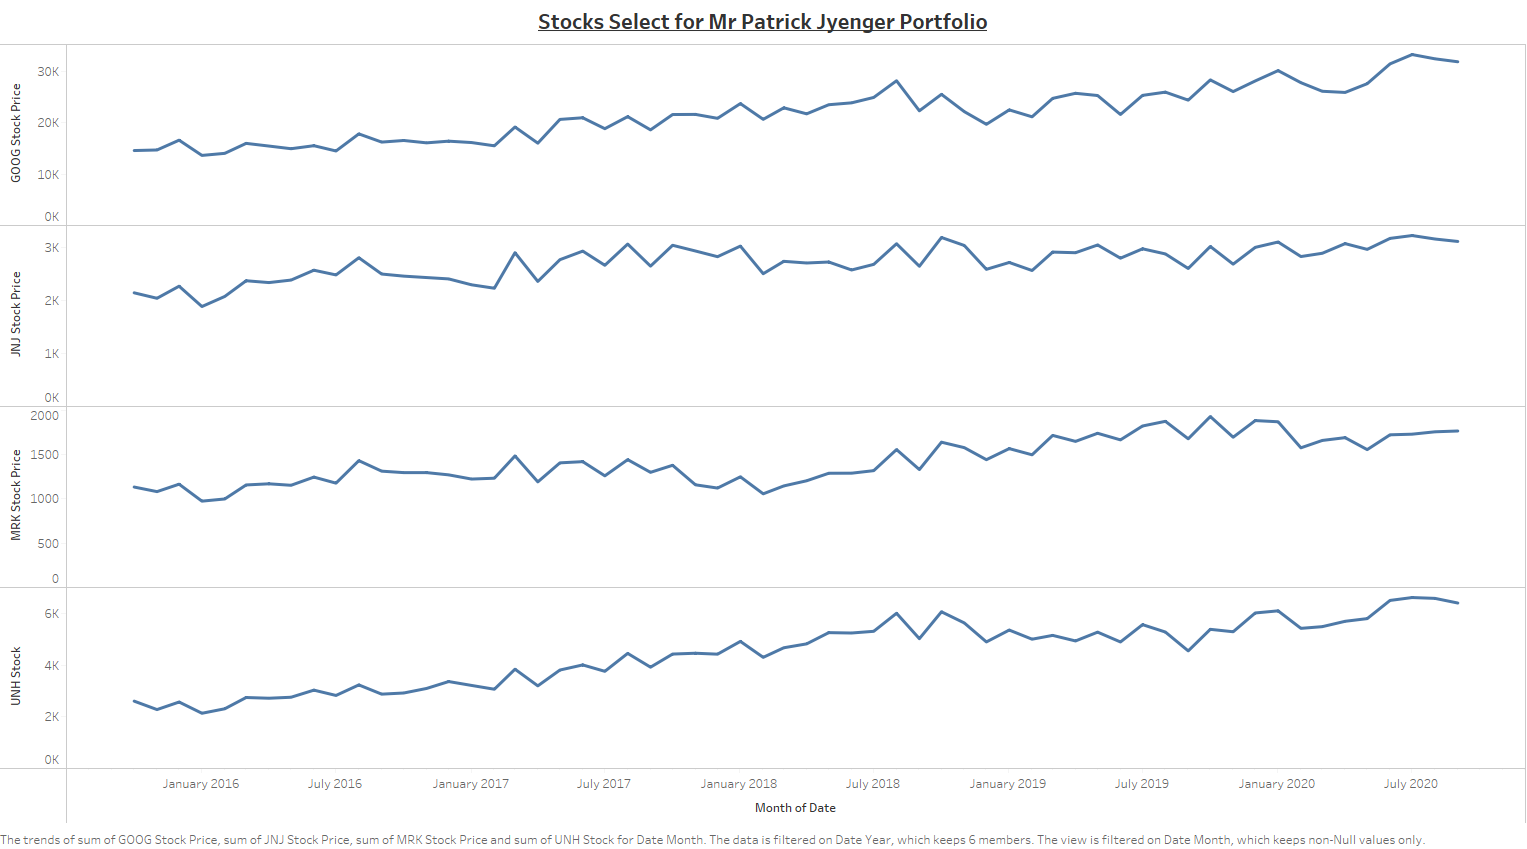 Stocks Select for Mr Patrick Jyenger Portfolio
GOOG Stock Price
30K
20K
10K
0K
JNJ Stock Price
3K
2K
1K
0K
MRK Stock Price
2000
1500
1000
500
0
UNH Stock
6K
4K
2K
0K
January 2016 July 2016 January 2017 July 2017 January 2018 July 2018 January 2019 July 2019 January 2020 July 2020
Month of Date
The trends of sum of GOOG Stock Price, sum of JNJ Stock Price, sum of MRK Stock Price and sum of UNH Stock for Date Month. The data is filtered on Date Year, which keeps 6 members. The view is filtered on Date Month, which keeps non-Null values only.